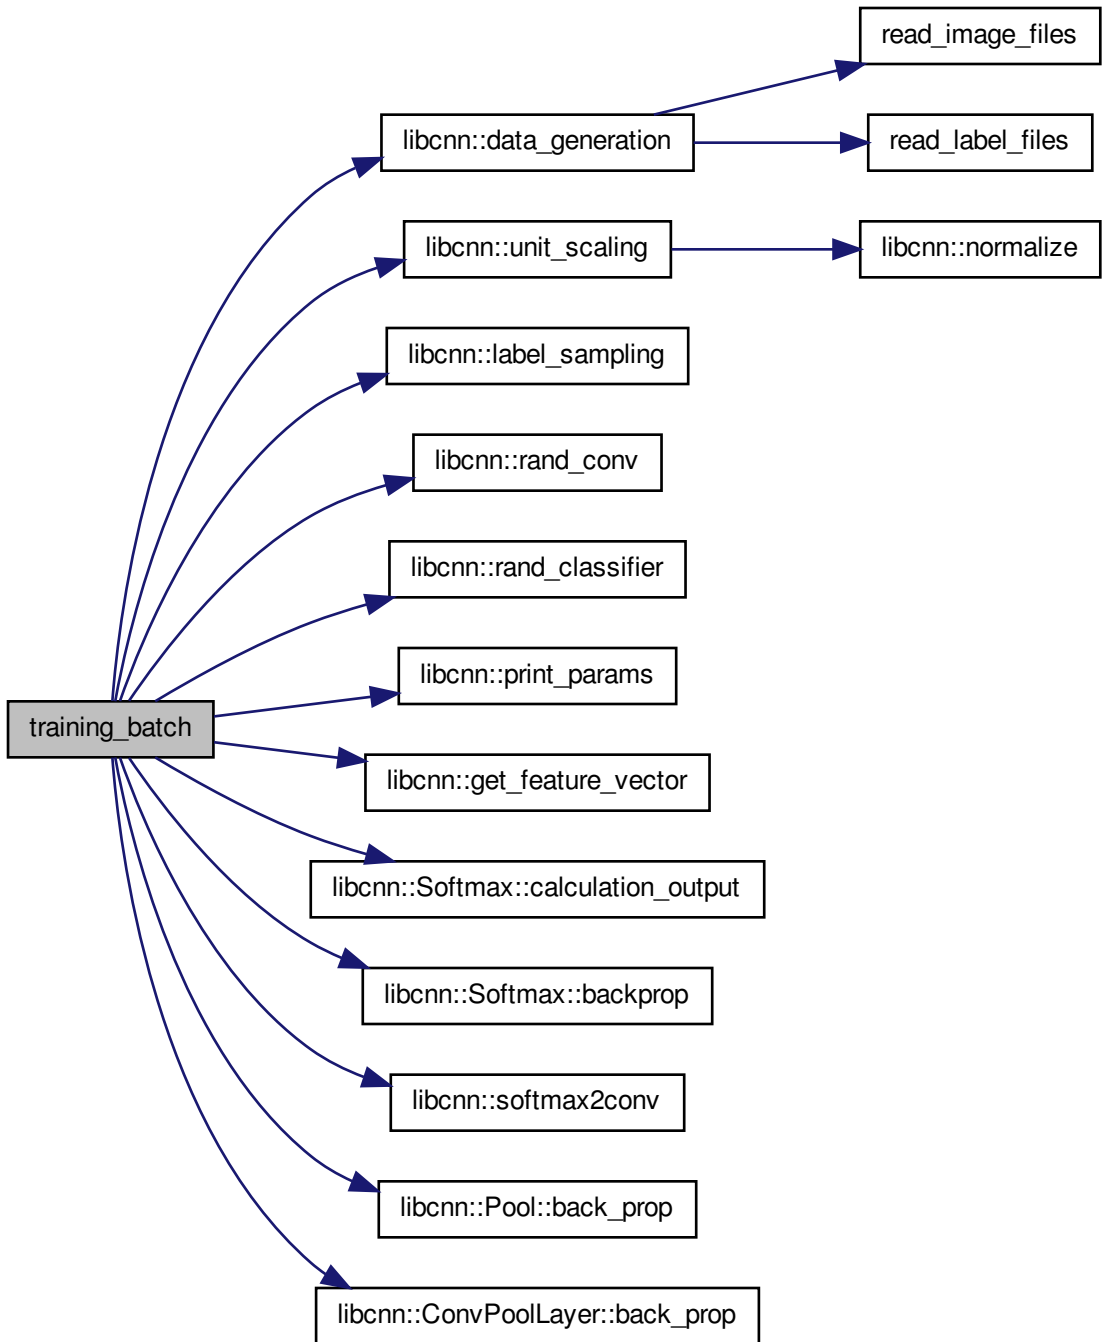 read_image_files
libcnn::data_generation
read_label_files
libcnn::unit_scaling
libcnn::normalize
libcnn::label_sampling
libcnn::rand_conv
libcnn::rand_classifier
libcnn::print_params
training_batch
libcnn::get_feature_vector
libcnn::Softmax::calculation_output
libcnn::Softmax::backprop
libcnn::softmax2conv
libcnn::Pool::back_prop
libcnn::ConvPoolLayer::back_prop